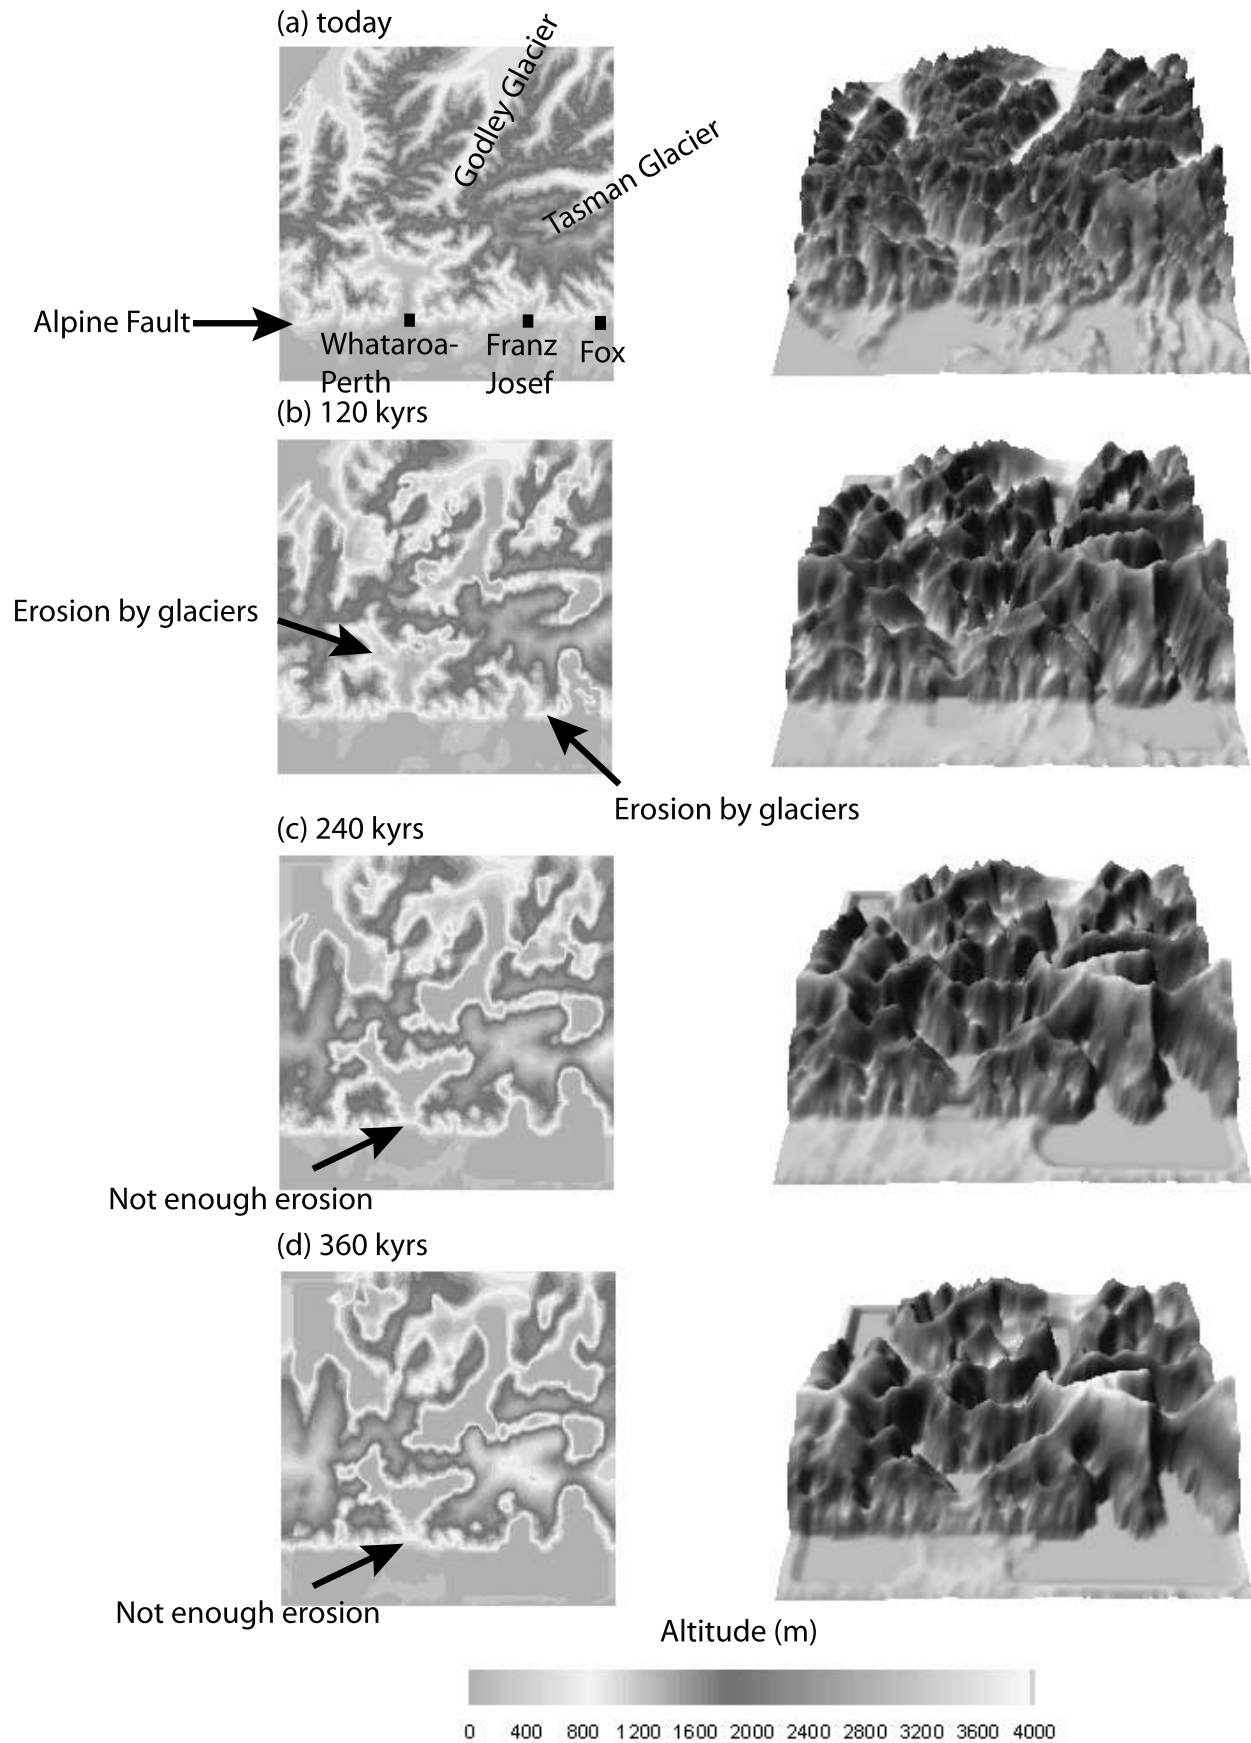 (a) today
Godley Glacier
Tasman Glacier
Alpine Fault
Whataroa-
Perth
Franz
Josef
Fox
(b) 120 kyrs
Erosion by glaciers
Erosion by glaciers
(c) 240 kyrs
Not enough erosion
(d) 360 kyrs
Not enough erosion
Altitude (m)
0 400 800 1200 1600 2000 2400 2800 3200 3600 4000